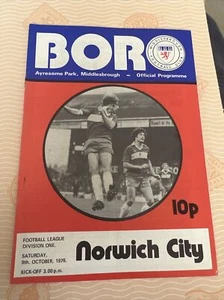 BORO
Ayresome Park, Middlesbrough – Official Programme
10p
FOOTBALL LEAGUE
DIVISION ONE.
SATURDAY,
9th. OCTOBER, 1976.
KICK-OFF 3.00 p.m.
Norwich City